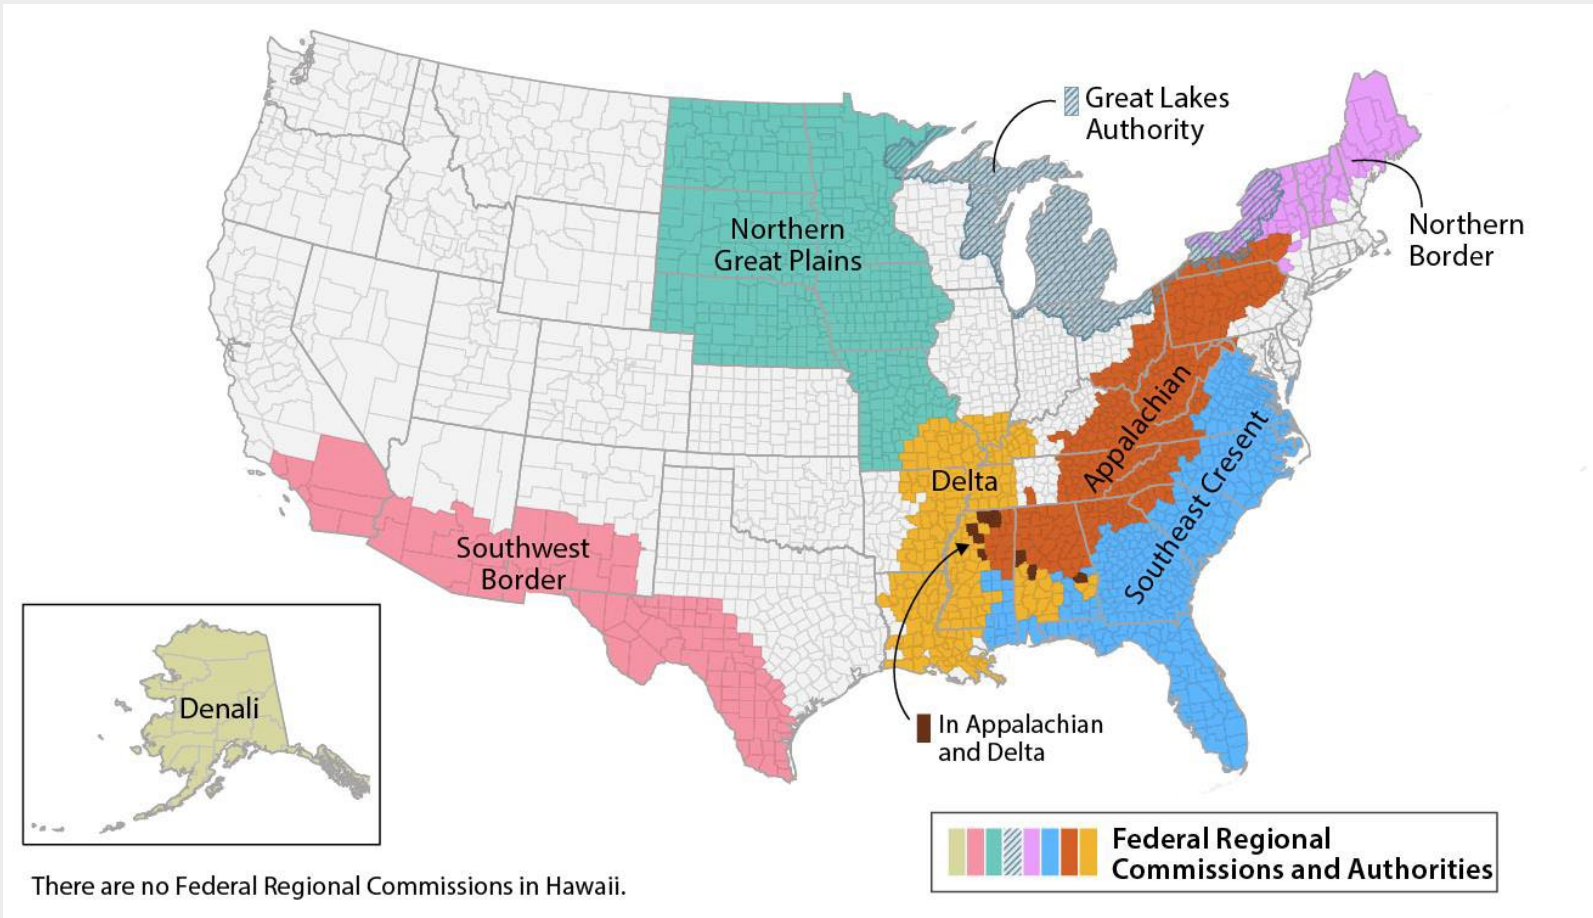 Great Lakes
Authority
Northern
Great Plains
Northern
Border
Appalachian
Delta
Southeast Cresent
Southwest
Border
Denali
In Appalachian
and Delta
Federal Regional
Commissions and Authorities
There are no Federal Regional Commissions in Hawaii.